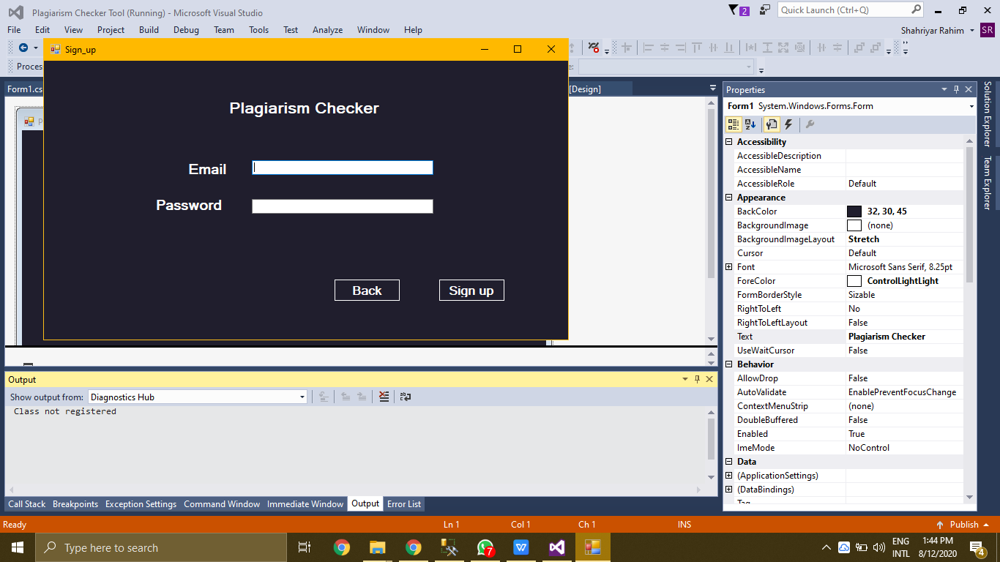 Plagiarism Checker Tool (Running) - Microsoft Visual Studio
2
Quick Launch (Ctrl+Q)
File Edit View Project Build Debug Team Tools Test Analyze Window Help
Shahriyar Rahim SR
Sign_up
Proces
Form1.cs
[Design]
Plagiarism Checker
Email
Password
Back Sign up
Properties
Form1 System.Windows.Forms.Form
Accessibility
AccessibleDescription
AccessibleName
AccessibleRole Default
Appearance
BackColor 32, 30, 45
BackgroundImage (none)
BackgroundImageLayout Stretch
Cursor Default
Font Microsoft Sans Serif, 8.25pt
ForeColor ControlLightLight
FormBorderStyle Sizable
RightToLeft No
RightToLeftLayout False
Text Plagiarism Checker
UseWaitCursor False
Behavior
AllowDrop False
AutoValidate EnablePreventFocusChange
ContextMenuStrip (none)
DoubleBuffered False
Enabled True
ImeMode NoControl
Data
(ApplicationSettings)
(DataBindings)
Tag
Solution Explorer
Team Explorer
Output
Show output from: Diagnostics Hub
Class not registered
Call Stack Breakpoints Exception Settings Command Window Immediate Window Output Error List
Ready Ln 1 Col 1 Ch 1 INS Publish
Type here to search
7
ENG
INTL
1:44 PM
8/12/2020
4